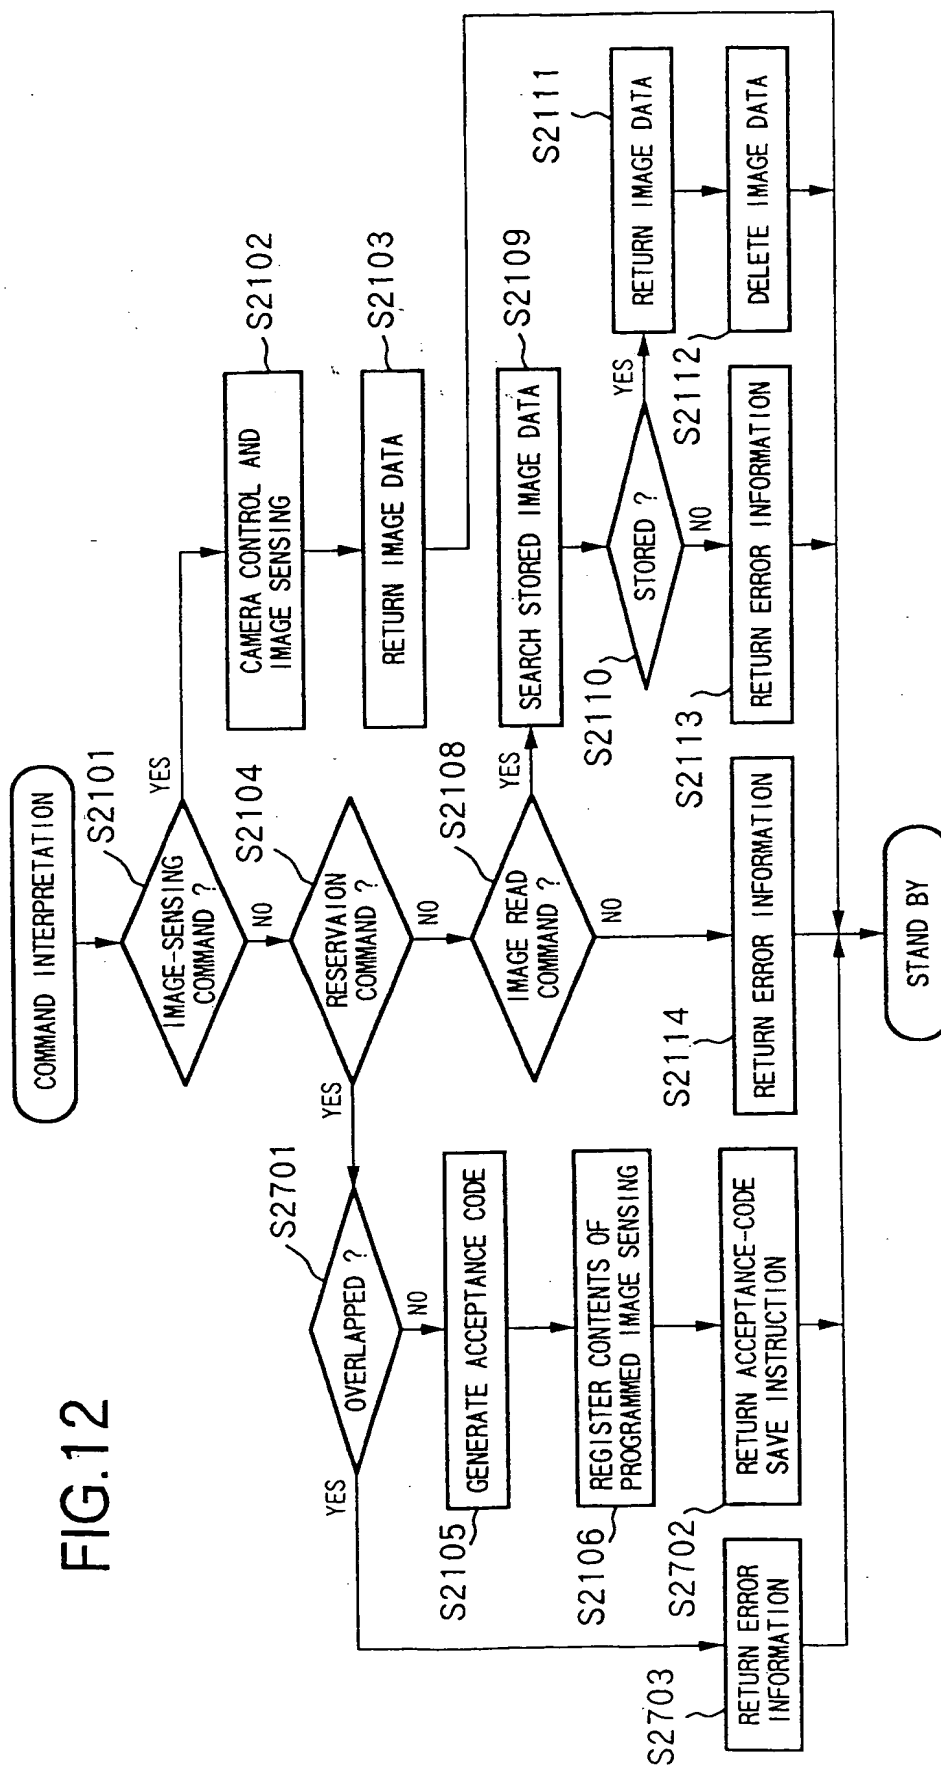 FIG.12
COMMAND INTERPRETATION
S2101
IMAGE-SENSING
COMMAND ?
YES
NO
S2102
CAMERA CONTROL AND
IMAGE SENSING
S2103
RETURN IMAGE DATA
S2104
RESERVAION
COMMAND ?
YES
NO
S2701
OVERLAPPED ?
YES
NO
S2105
GENERATE ACCEPTANCE CODE
S2106
REGISTER CONTENTS OF
PROGRAMMED IMAGE SENSING
S2702
RETURN ACCEPTANCE-CODE
SAVE INSTRUCTION
S2703
RETURN ERROR
INFORMATION
S2108
IMAGE READ
COMMAND ?
YES
NO
S2109
SEARCH STORED IMAGE DATA
S2110
STORED ?
YES
NO
S2111
RETURN IMAGE DATA
S2112
DELETE IMAGE DATA
S2113
RETURN ERROR INFORMATION
S2114
RETURN ERROR INFORMATION
STAND BY